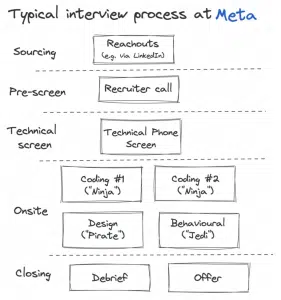 Typical interview process at Meta
Sourcing
Reachouts
(e.g. via LinkedIn)
Pre-screen
Recruiter call
Technical
screen
Technical Phone
Screen
Onsite
Coding #1
("Ninja")
Coding #2
("Ninja")
Design
("Pirate")
Behavioural
("Jedi")
Closing
Debrief
Offer